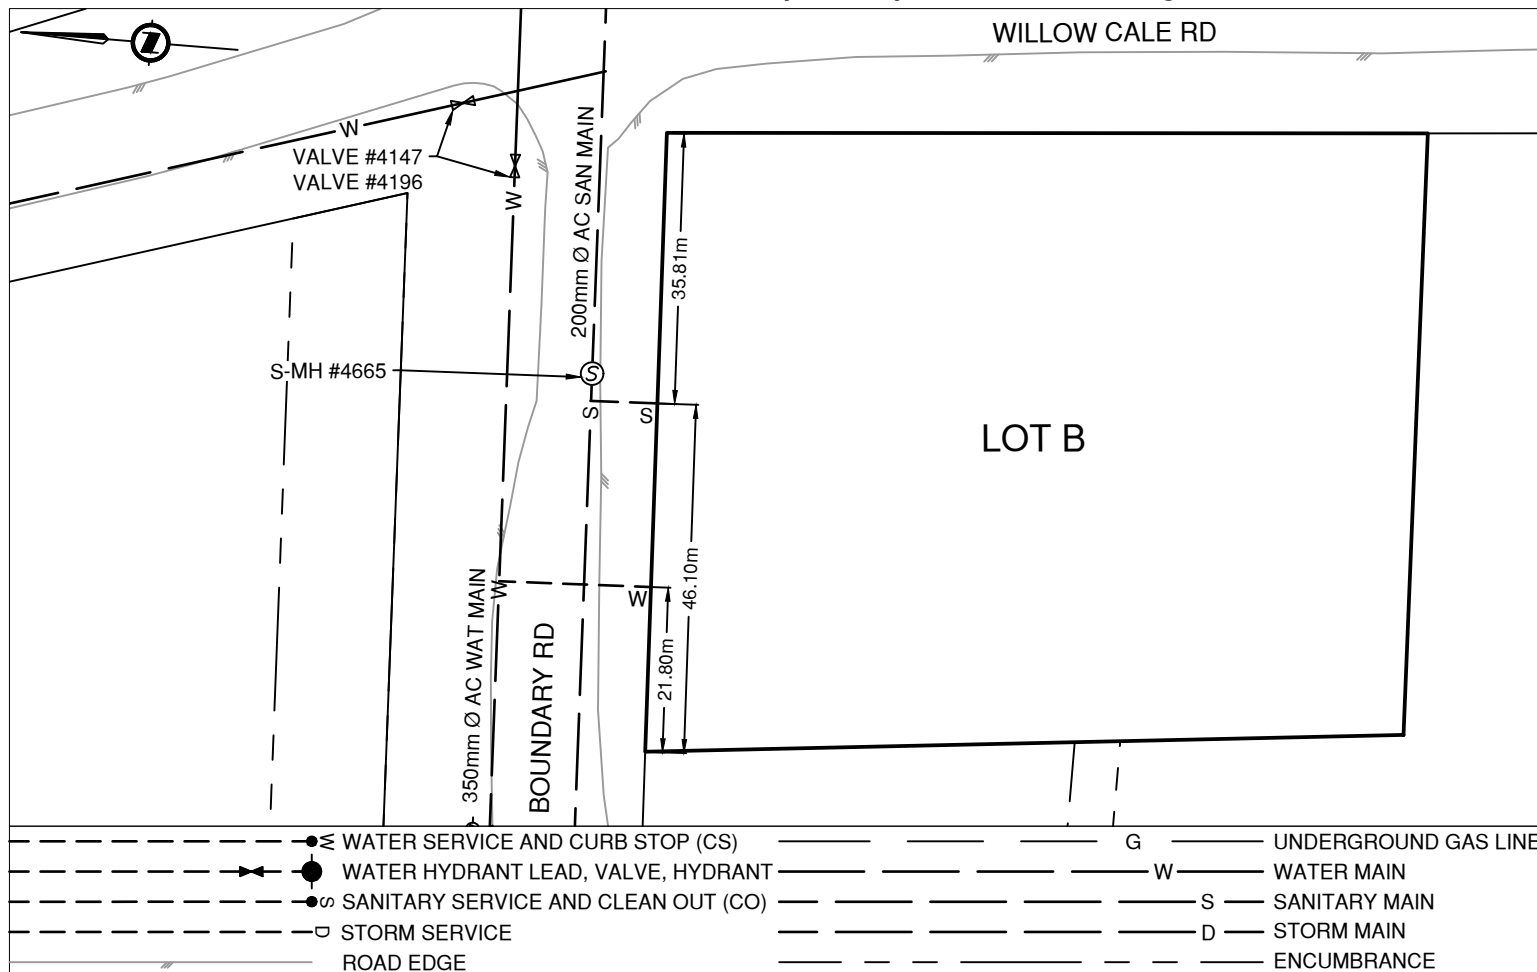 WILLOW CALE RD
W
VALVE #4147
VALVE #4196
W
200mm Ø AC SAN MAIN
35.81m
S-MH #4665
S
S
S
LOT B
46.10m
W
W
21.80m
350mm Ø AC WAT MAIN
BOUNDARY RD
W WATER SERVICE AND CURB STOP (CS)
WATER HYDRANT LEAD, VALVE, HYDRANT
S SANITARY SERVICE AND CLEAN OUT (CO)
D STORM SERVICE
ROAD EDGE
G UNDERGROUND GAS LINE
W WATER MAIN
S SANITARY MAIN
D STORM MAIN
ENCUMBRANCE